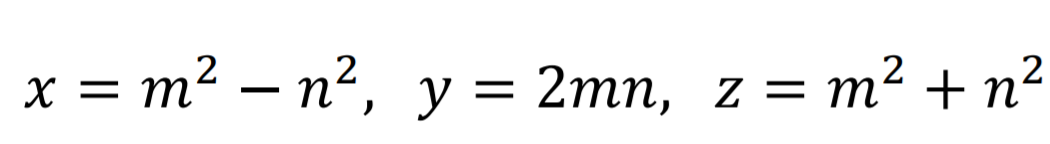 x = m² − n², y = 2mn, z = m² + n²